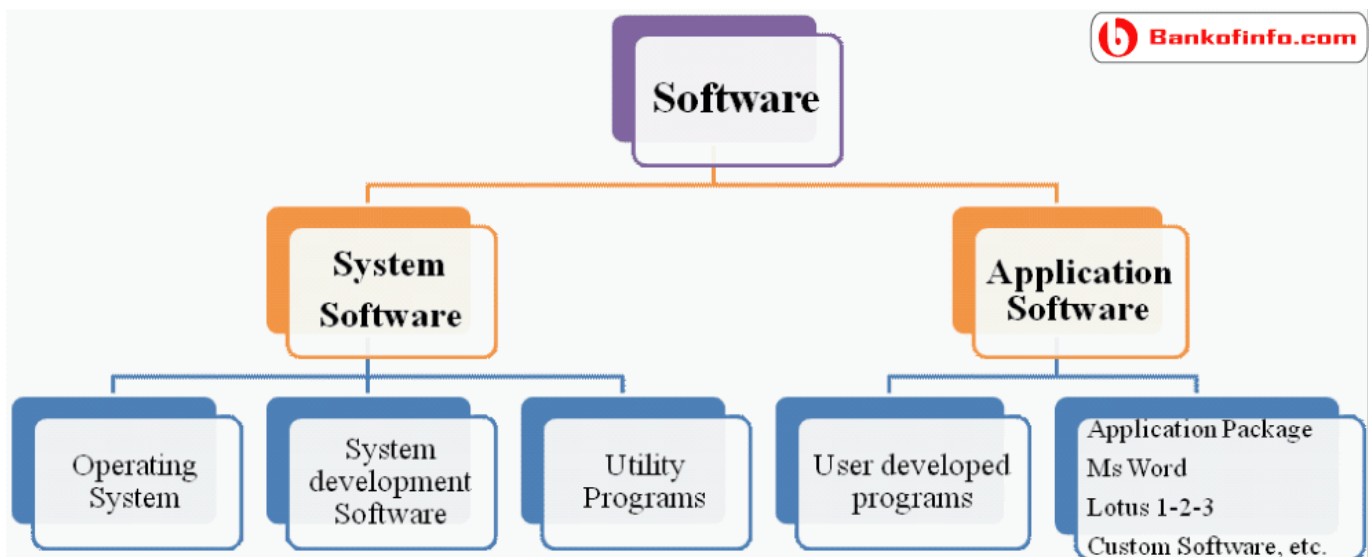 Bankofinfo.com
Software
System
Software
Application
Software
Operating
System
System
development
Software
Utility
Programs
User developed
programs
Application Package
Ms Word
Lotus 1-2-3
Custom Software, etc.